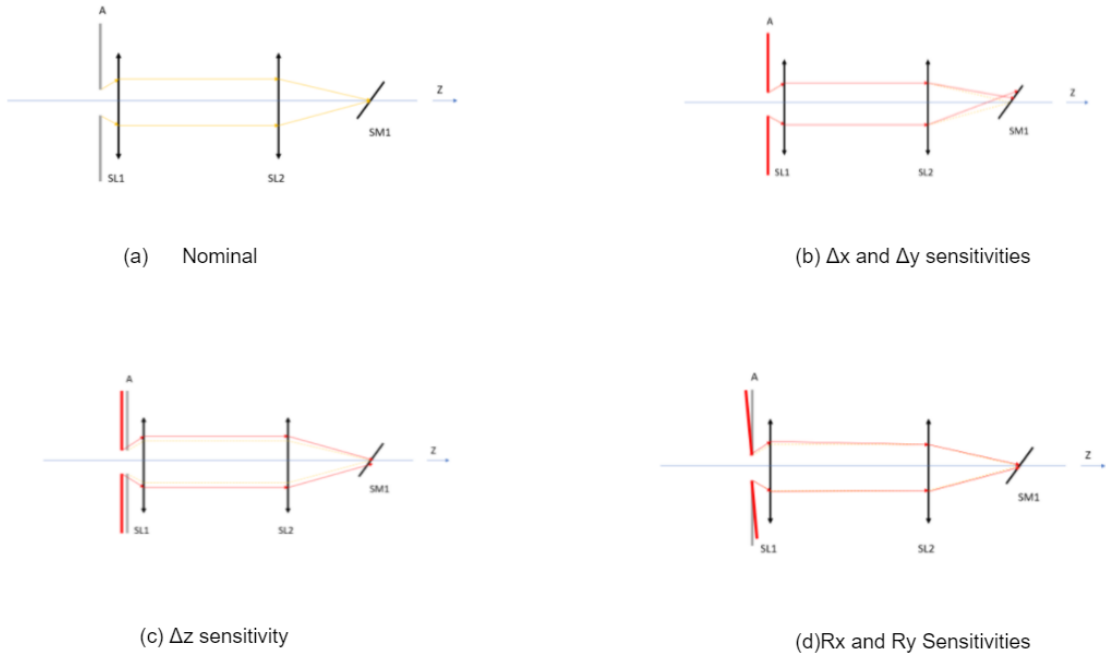 A
Z
SM1
SL1
SL2
(a) Nominal
A
Z
SM1
SL1
SL2
(b) Δx and Δy sensitivities
A
Z
SM1
SL1
SL2
(c) Δz sensitivity
A
Z
SM1
SL1
SL2
(d)Rx and Ry Sensitivities